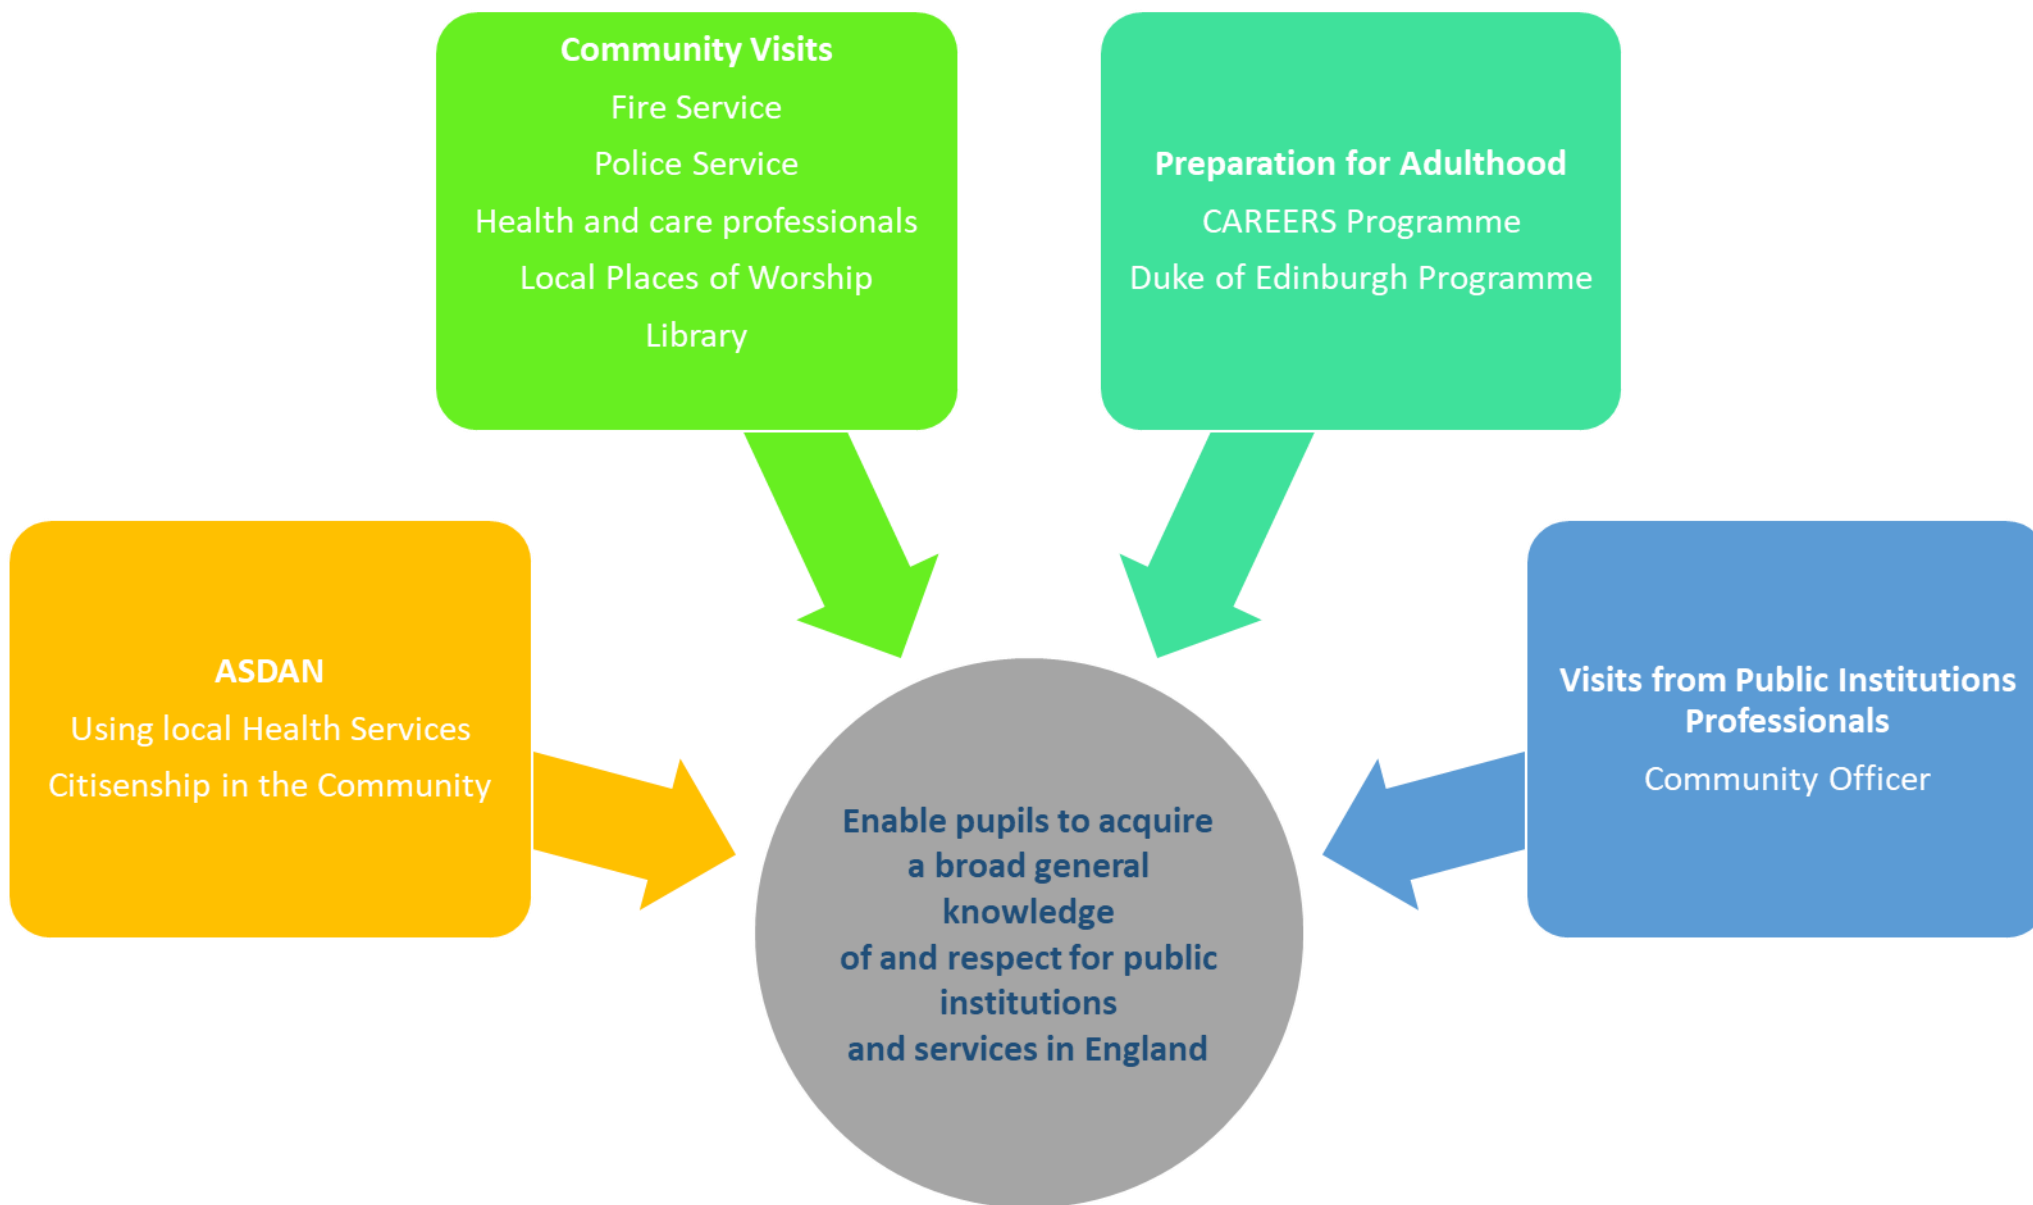 Community Visits
Fire Service
Police Service
Health and care professionals
Local Places of Worship
Library
Preparation for Adulthood
CAREERS Programme
Duke of Edinburgh Programme
ASDAN
Using local Health Services
Citisenship in the Community
Visits from Public Institutions
Professionals
Community Officer
Enable pupils to acquire
a broad general
knowledge
of and respect for public
institutions
and services in England